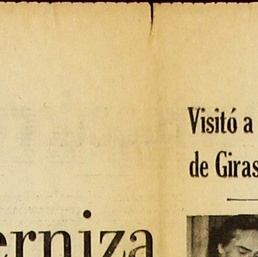 Visitó a
de Giras
erniza